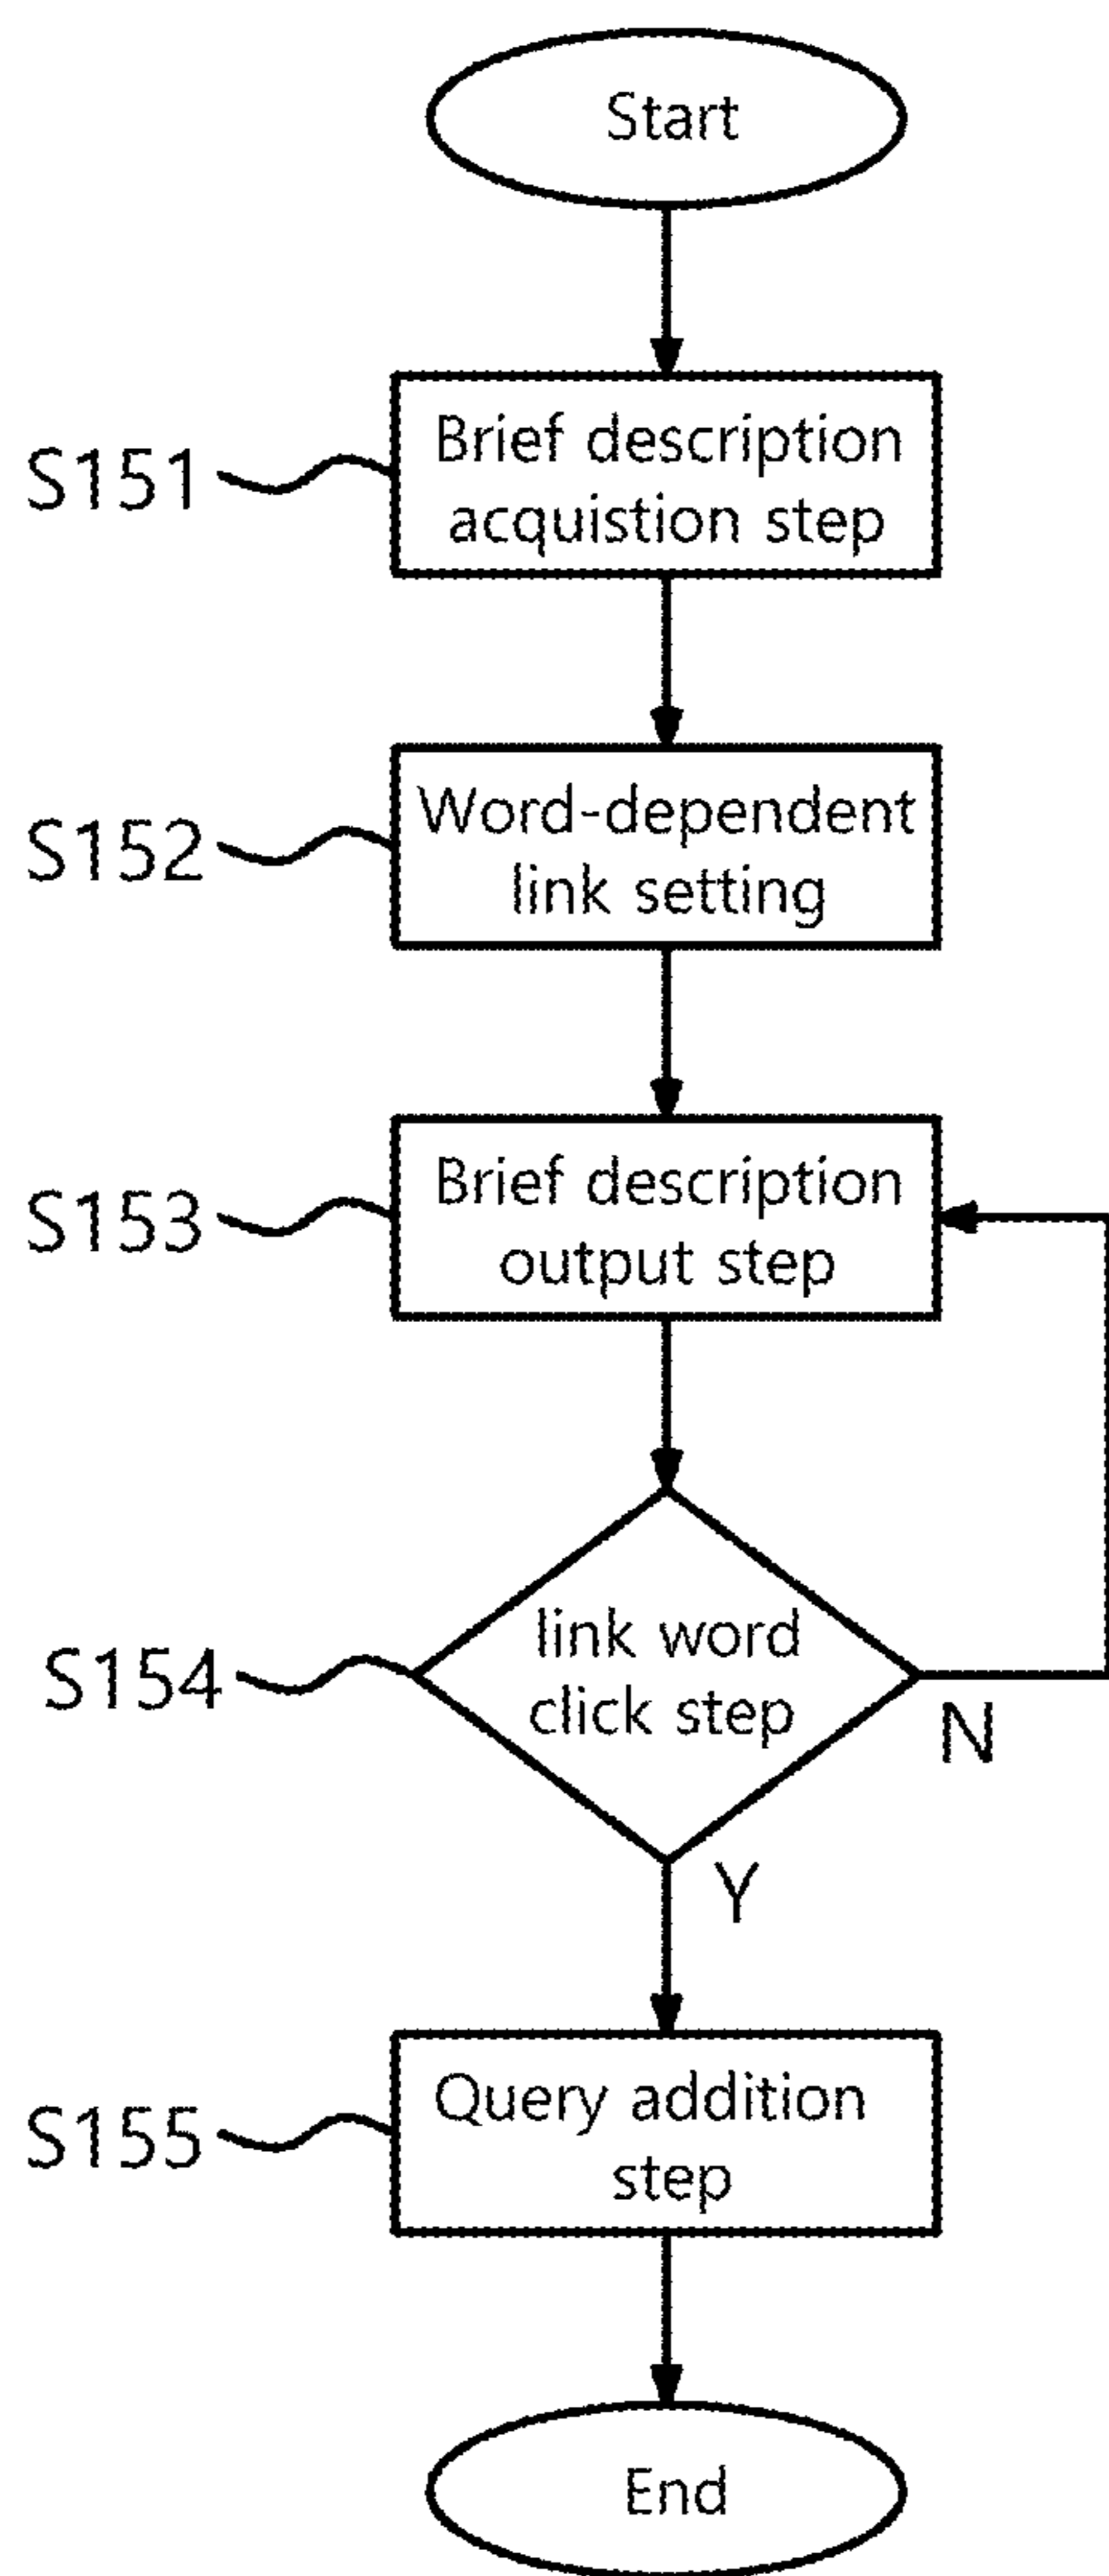 Start
S151
Brief description
acquistion step
S152
Word-dependent
link setting
S153
Brief description
output step
S154
link word
click step
N
Y
S155
Query addition
step
End